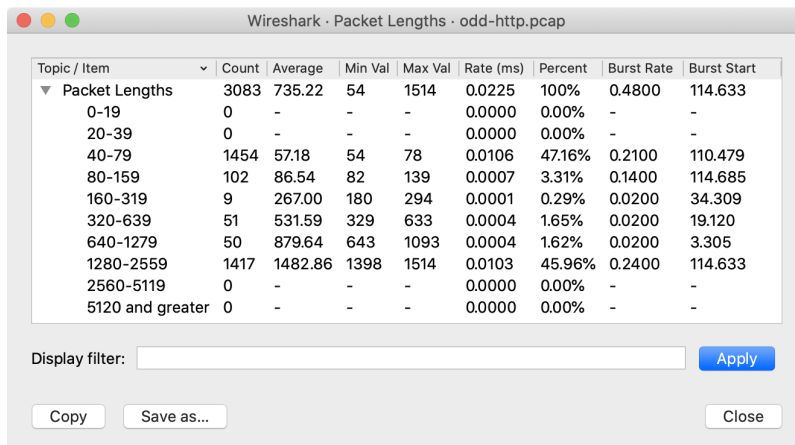 Wireshark · Packet Lengths · odd-http.pcap
Topic / Item Count Average Min Val Max Val Rate (ms) Percent Burst Rate Burst Start
Packet Lengths 3083 735.22 54 1514 0.0225 100% 0.4800 114.633
0-19 0 - - - 0.0000 0.00% - -
20-39 0 - - - 0.0000 0.00% - -
40-79 1454 57.18 54 78 0.0106 47.16% 0.2100 110.479
80-159 102 86.54 82 139 0.0007 3.31% 0.1400 114.685
160-319 9 267.00 180 294 0.0001 0.29% 0.0200 34.309
320-639 51 531.59 329 633 0.0004 1.65% 0.0200 19.120
640-1279 50 879.64 643 1093 0.0004 1.62% 0.0200 3.305
1280-2559 1417 1482.86 1398 1514 0.0103 45.96% 0.2400 114.633
2560-5119 0 - - - 0.0000 0.00% - -
5120 and greater 0 - - - 0.0000 0.00% - -
Display filter: Apply
Copy Save as... Close